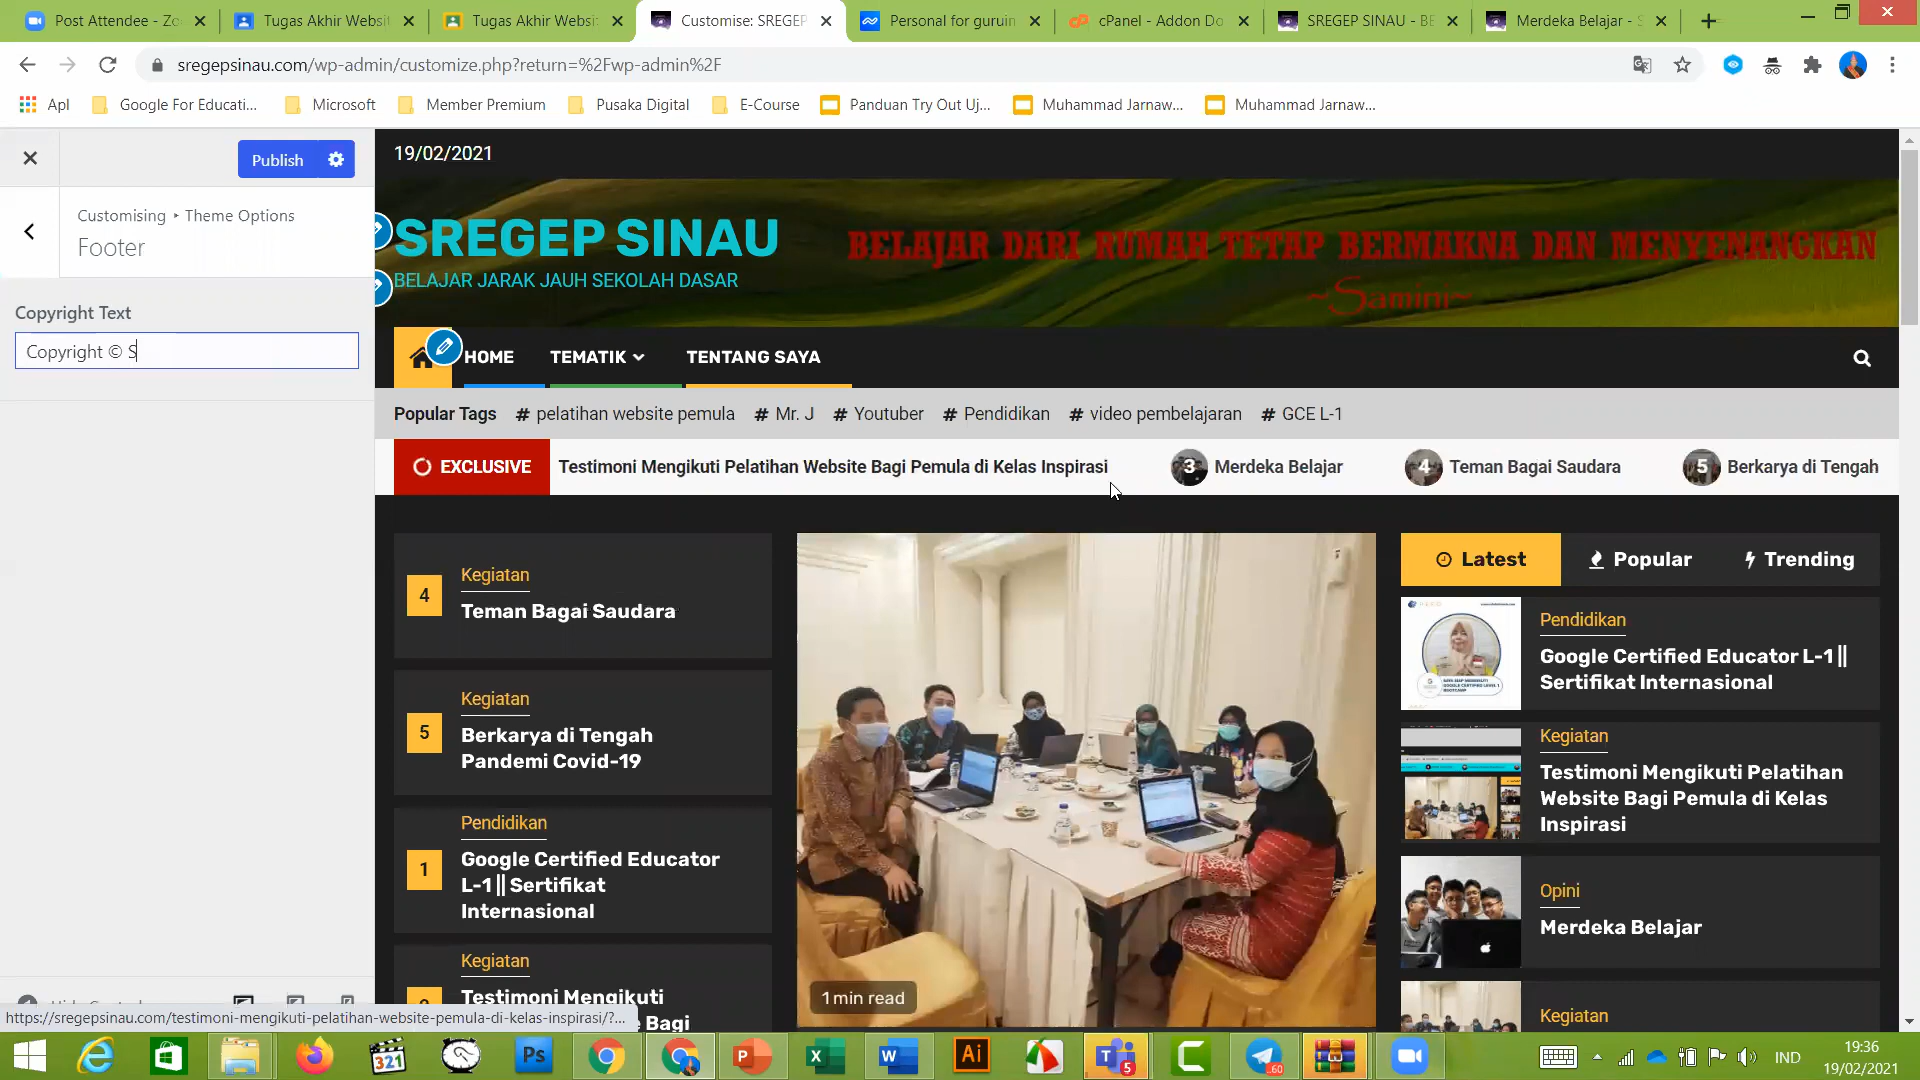 Post Attendee - Zo
Tugas Akhir Websit
Tugas Akhir Websit
Customise: SREGEP
Personal for guruin
cPanel - Addon Do
SREGEP SINAU - BE
Merdeka Belajar - S
sregepsinau.com/wp-admin/customize.php?return=%2Fwp-admin%2F
Apl
Google For Educati...
Microsoft
Member Premium
Pusaka Digital
E-Course
Panduan Try Out Uj...
Muhammad Jarnaw...
Muhammad Jarnaw...
Publish
Customising ▸ Theme Options
Footer
Copyright Text
Copyright © S
19/02/2021
SREGEP SINAU
BELAJAR JARAK JAUH SEKOLAH DASAR
BELAJAR DARI RUMAH TETAP BERMAKNA DAN MENYENANGKAN
~Samini~
HOME
TEMATIK
TENTANG SAYA
Popular Tags
# pelatihan website pemula
# Mr. J
# Youtuber
# Pendidikan
# video pembelajaran
# GCE L-1
EXCLUSIVE
Testimoni Mengikuti Pelatihan Website Bagi Pemula di Kelas Inspirasi
3
Merdeka Belajar
4
Teman Bagai Saudara
5
Berkarya di Tengah
4
Kegiatan
Teman Bagai Saudara
5
Kegiatan
Berkarya di Tengah
Pandemi Covid-19
1
Pendidikan
Google Certified Educator
L-1 || Sertifikat
Internasional
Kegiatan
Testimoni Mengikuti
e Bagi
1 min read
Latest
Popular
Trending
Pendidikan
Google Certified Educator L-1 ||
Sertifikat Internasional
Kegiatan
Testimoni Mengikuti Pelatihan
Website Bagi Pemula di Kelas
Inspirasi
Opini
Merdeka Belajar
Kegiatan
https://sregepsinau.com/testimoni-mengikuti-pelatihan-website-pemula-di-kelas-inspirasi/?...
321
Ps
Ai
5
60
IND
19:36
19/02/2021